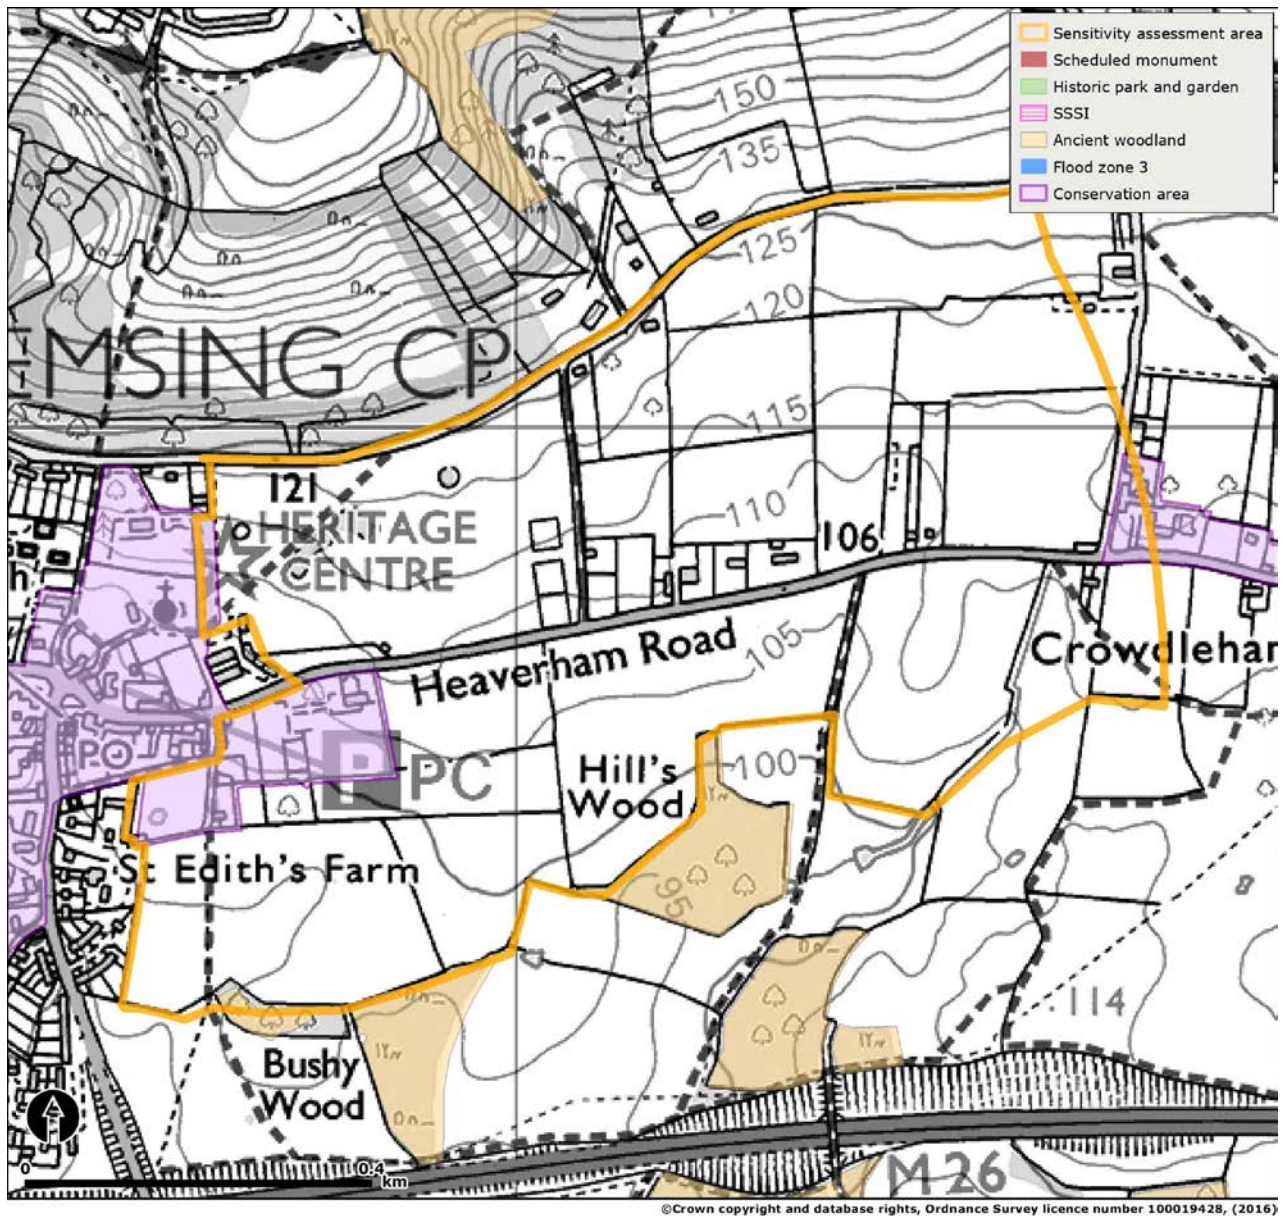 Sensitivity assessment area
Scheduled monument
Historic park and garden
SSSI
Ancient woodland
Flood zone 3
Conservation area
150
135
125
120
EMSING CP
115
121
HERITAGE
CENTRE
110
106
105
Heaverham Road
Crowdleham
PO
P PC
Hill's
Wood
100
St Edith's Farm
95
114
Bushy
Wood
0
0.4
km
M 26
©Crown copyright and database rights, Ordnance Survey licence number 100019428, (2016)